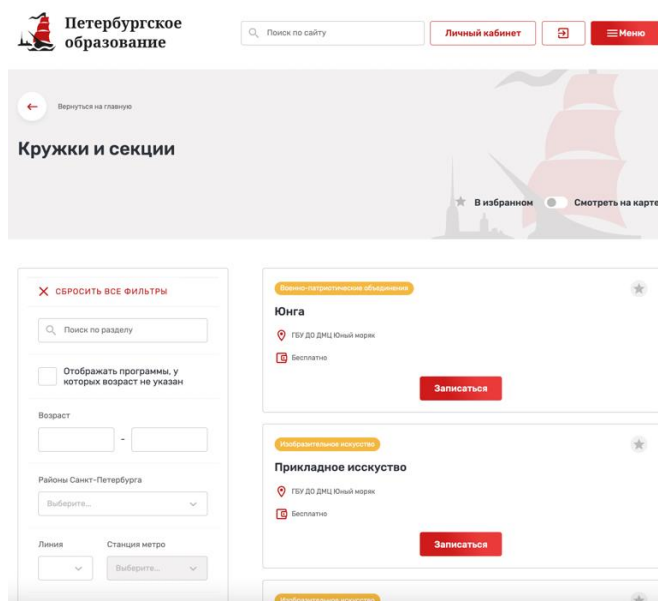 Петербургское
образование
Поиск по сайту
Личный кабинет
Меню
Вернуться на главную
Кружки и секции
В избранном
Смотреть на карте
СБРОСИТЬ ВСЕ ФИЛЬТРЫ
Поиск по разделу
Отображать программы, у
которых возраст не указан
Возраст
-
Районы Санкт-Петербурга
Выберите...
Линия
Станция метро
Выберите...
Военно-патриотические объединения
Юнга
ГБУ ДО ДМЦ Юный моряк
Бесплатно
Записаться
Изобразительное искусство
Прикладное исскуство
ГБУ ДО ДМЦ Юный моряк
Бесплатно
Записаться
Изобразительное искусство